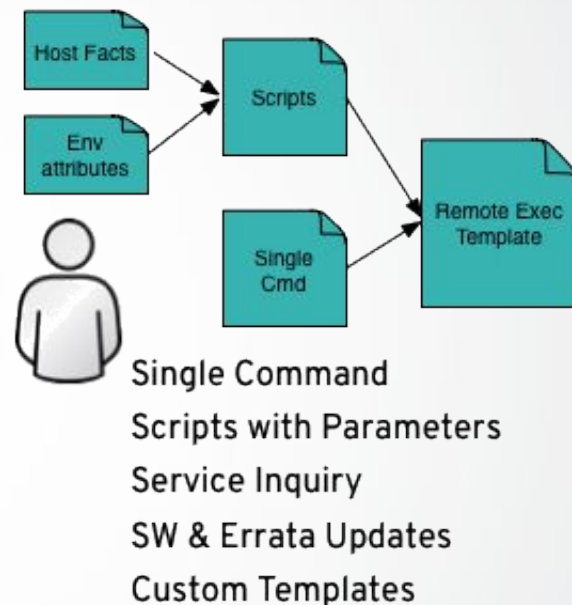 Host Facts
Scripts
Env
attributes
Remote Exec
Template
Single
Cmd
Single Command
Scripts with Parameters
Service Inquiry
SW & Errata Updates
Custom Templates